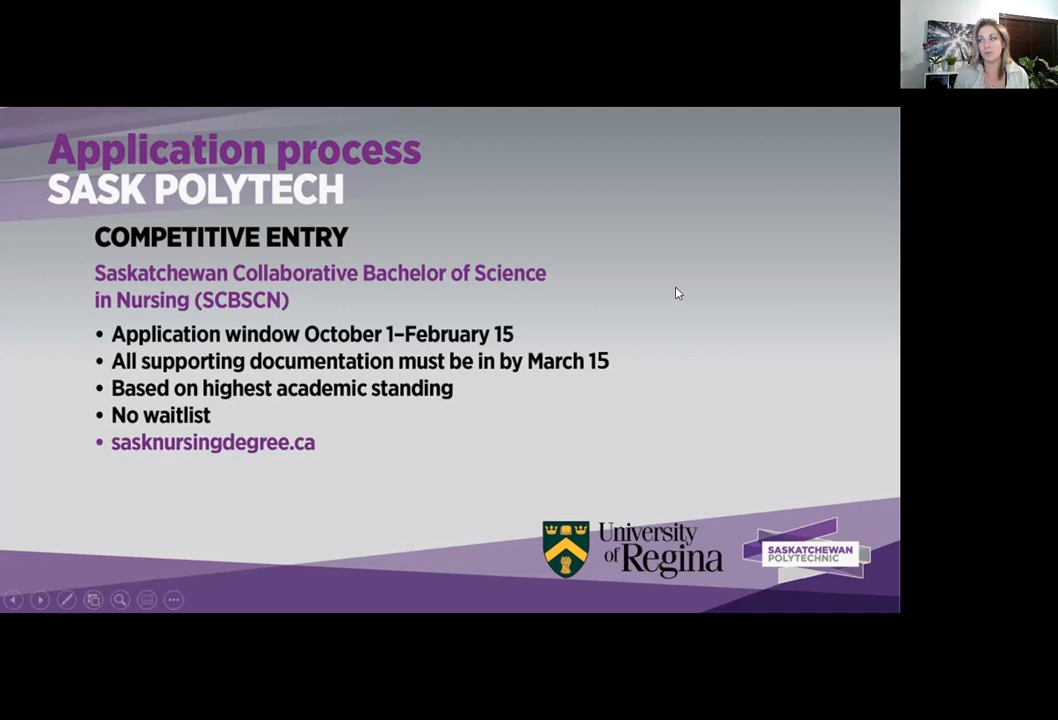 Application process
SASK POLYTECH
COMPETITIVE ENTRY
Saskatchewan Collaborative Bachelor of Science
in Nursing (SCBSCN)
• Application window October 1–February 15
• All supporting documentation must be in by March 15
• Based on highest academic standing
• No waitlist
• sasknursingdegree.ca
University
of Regina
SASKATCHEWAN
POLYTECHNIC